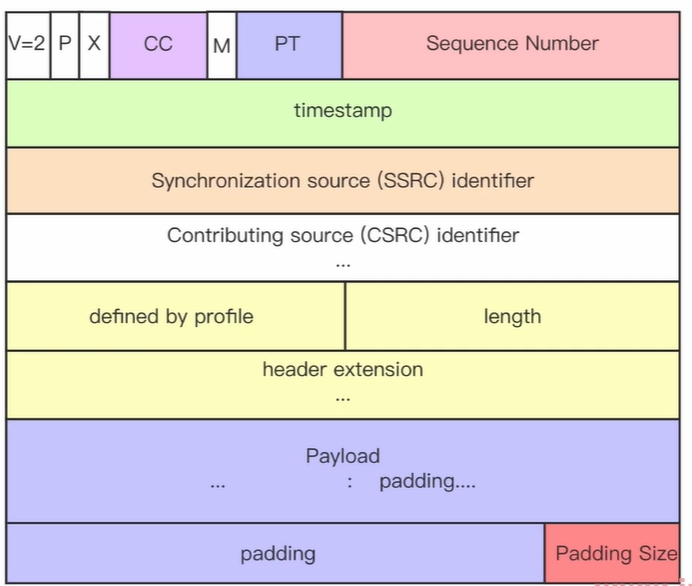 V=2 P X CC M PT Sequence Number
timestamp
Synchronization source (SSRC) identifier
Contributing source (CSRC) identifier
...
defined by profile length
header extension
...
Payload
... : padding....
padding Padding Size